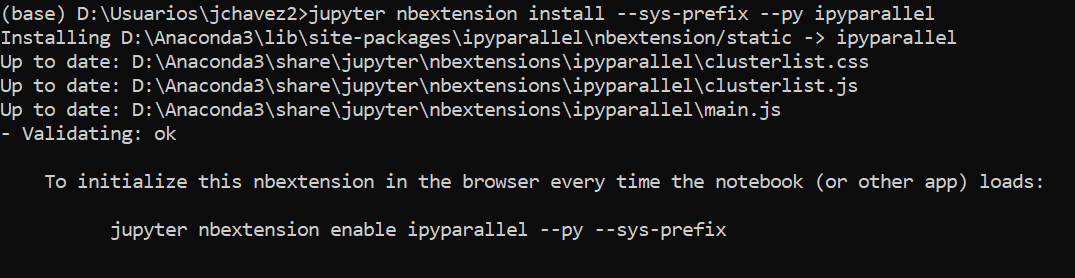 (base) D:\Usuarios\jchavez2>jupyter nbextension install --sys-prefix --py ipyparallel
Installing D:\Anaconda3\lib\site-packages\ipyparallel\nbextension/static -> ipyparallel
Up to date: D:\Anaconda3\share\jupyter\nbextensions\ipyparallel\clusterlist.css
Up to date: D:\Anaconda3\share\jupyter\nbextensions\ipyparallel\clusterlist.js
Up to date: D:\Anaconda3\share\jupyter\nbextensions\ipyparallel\main.js
- Validating: ok
To initialize this nbextension in the browser every time the notebook (or other app) loads:
jupyter nbextension enable ipyparallel --py --sys-prefix